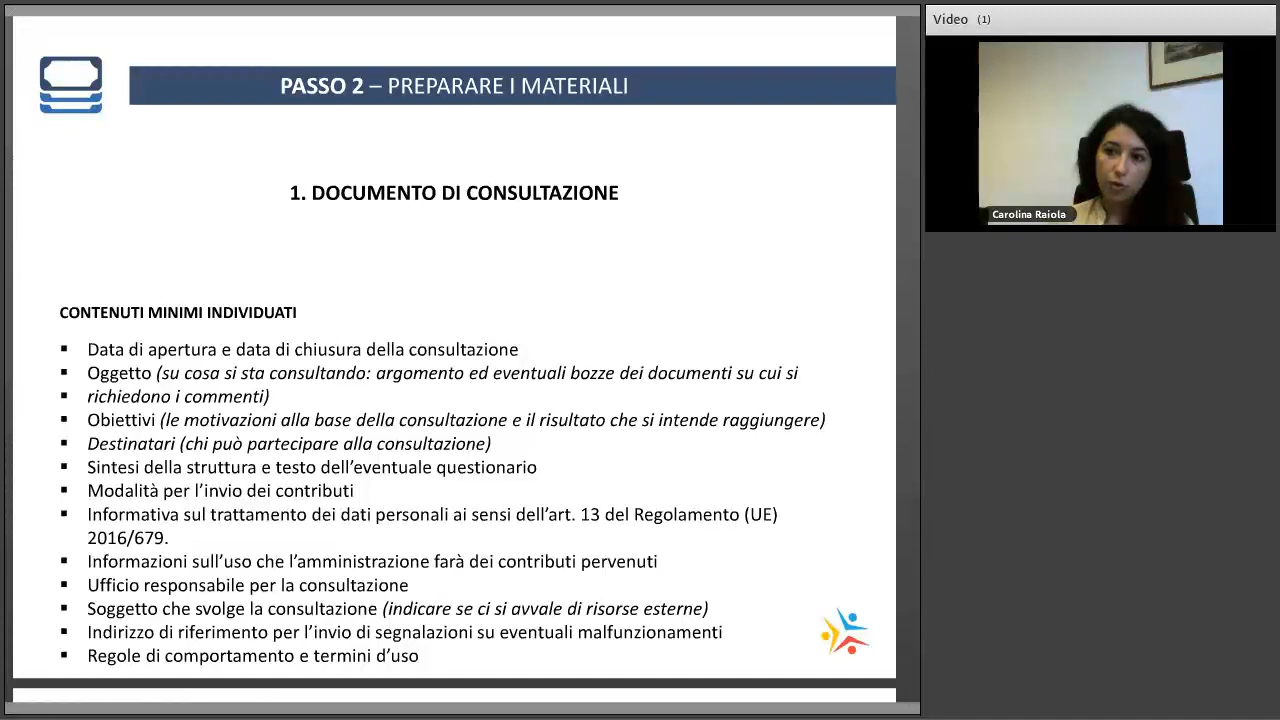 Video (1)
PASSO 2 – PREPARARE I MATERIALI
1. DOCUMENTO DI CONSULTAZIONE
Carolina Raiola
CONTENUTI MINIMI INDIVIDUATI
▪ Data di apertura e data di chiusura della consultazione
▪ Oggetto (su cosa si sta consultando: argomento ed eventuali bozze dei documenti su cui si
▪ richiedono i commenti)
▪ Obiettivi (le motivazioni alla base della consultazione e il risultato che si intende raggiungere)
▪ Destinatari (chi può partecipare alla consultazione)
▪ Sintesi della struttura e testo dell’eventuale questionario
▪ Modalità per l’invio dei contributi
▪ Informativa sul trattamento dei dati personali ai sensi dell’art. 13 del Regolamento (UE)
2016/679.
▪ Informazioni sull’uso che l’amministrazione farà dei contributi pervenuti
▪ Ufficio responsabile per la consultazione
▪ Soggetto che svolge la consultazione (indicare se ci si avvale di risorse esterne)
▪ Indirizzo di riferimento per l’invio di segnalazioni su eventuali malfunzionamenti
▪ Regole di comportamento e termini d’uso